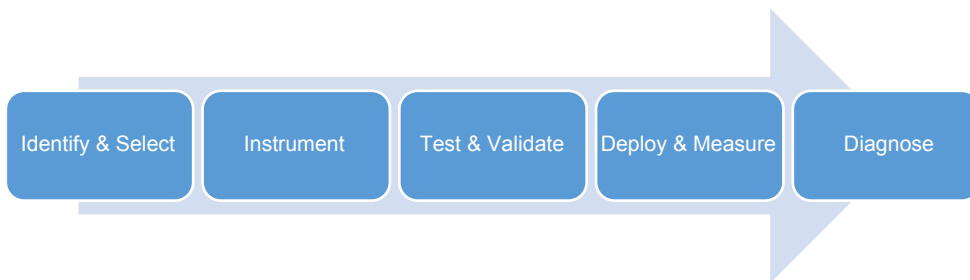 Identify & Select
Instrument
Test & Validate
Deploy & Measure
Diagnose